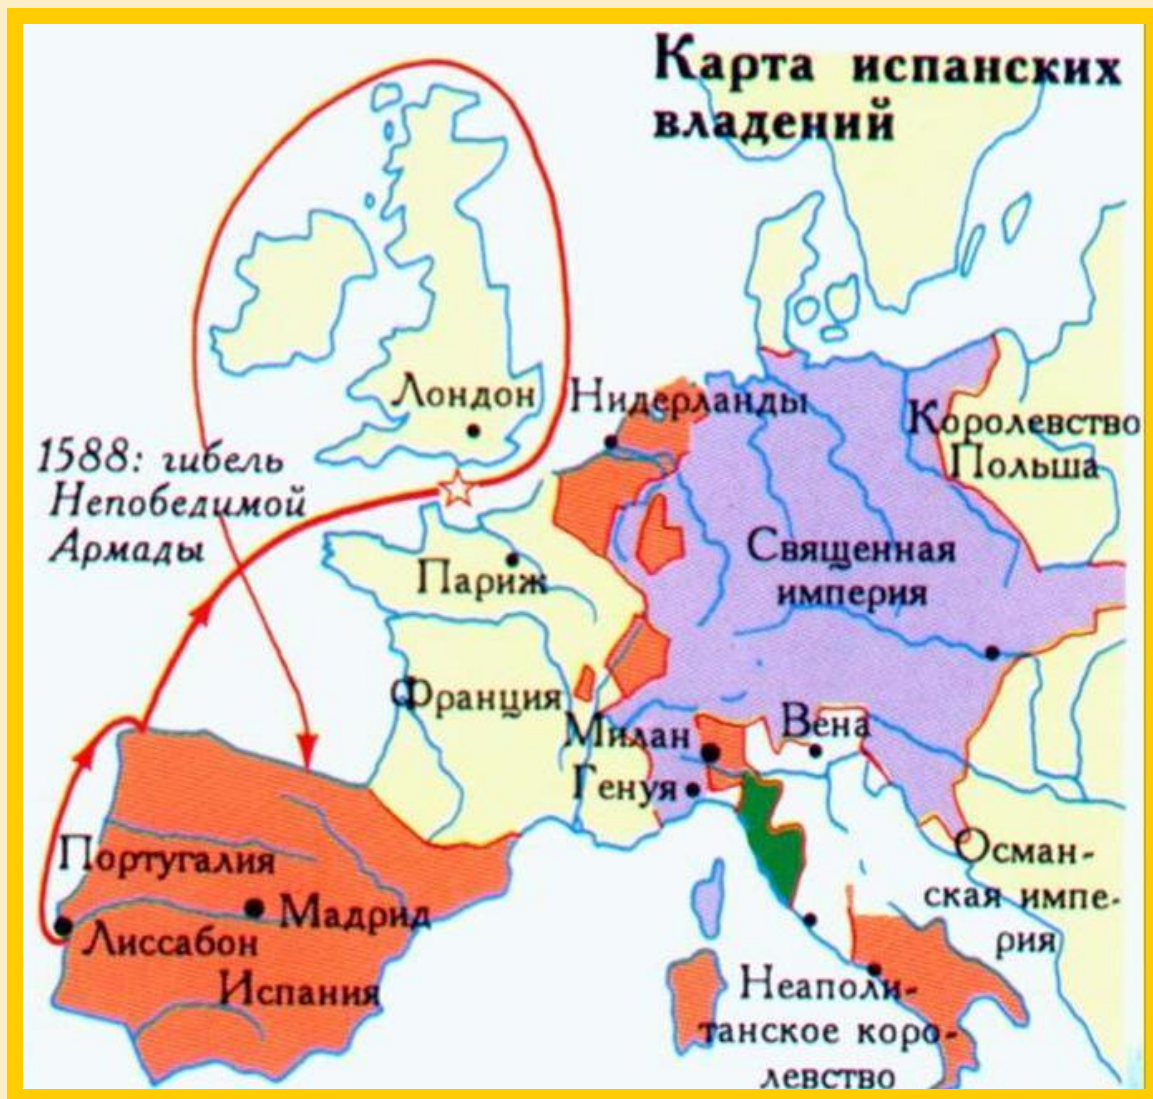 Карта испанских
владений
Лондон
Нидерланды
Королевство
Польша
1588: гибель
Непобедимой
Армады
Священная
империя
Париж
Франция
Милан
Вена
Генуя
Португалия
Мадрид
Лиссабон
Испания
Осман-
ская импе-
рия
Неаполи-
танское коро-
левство